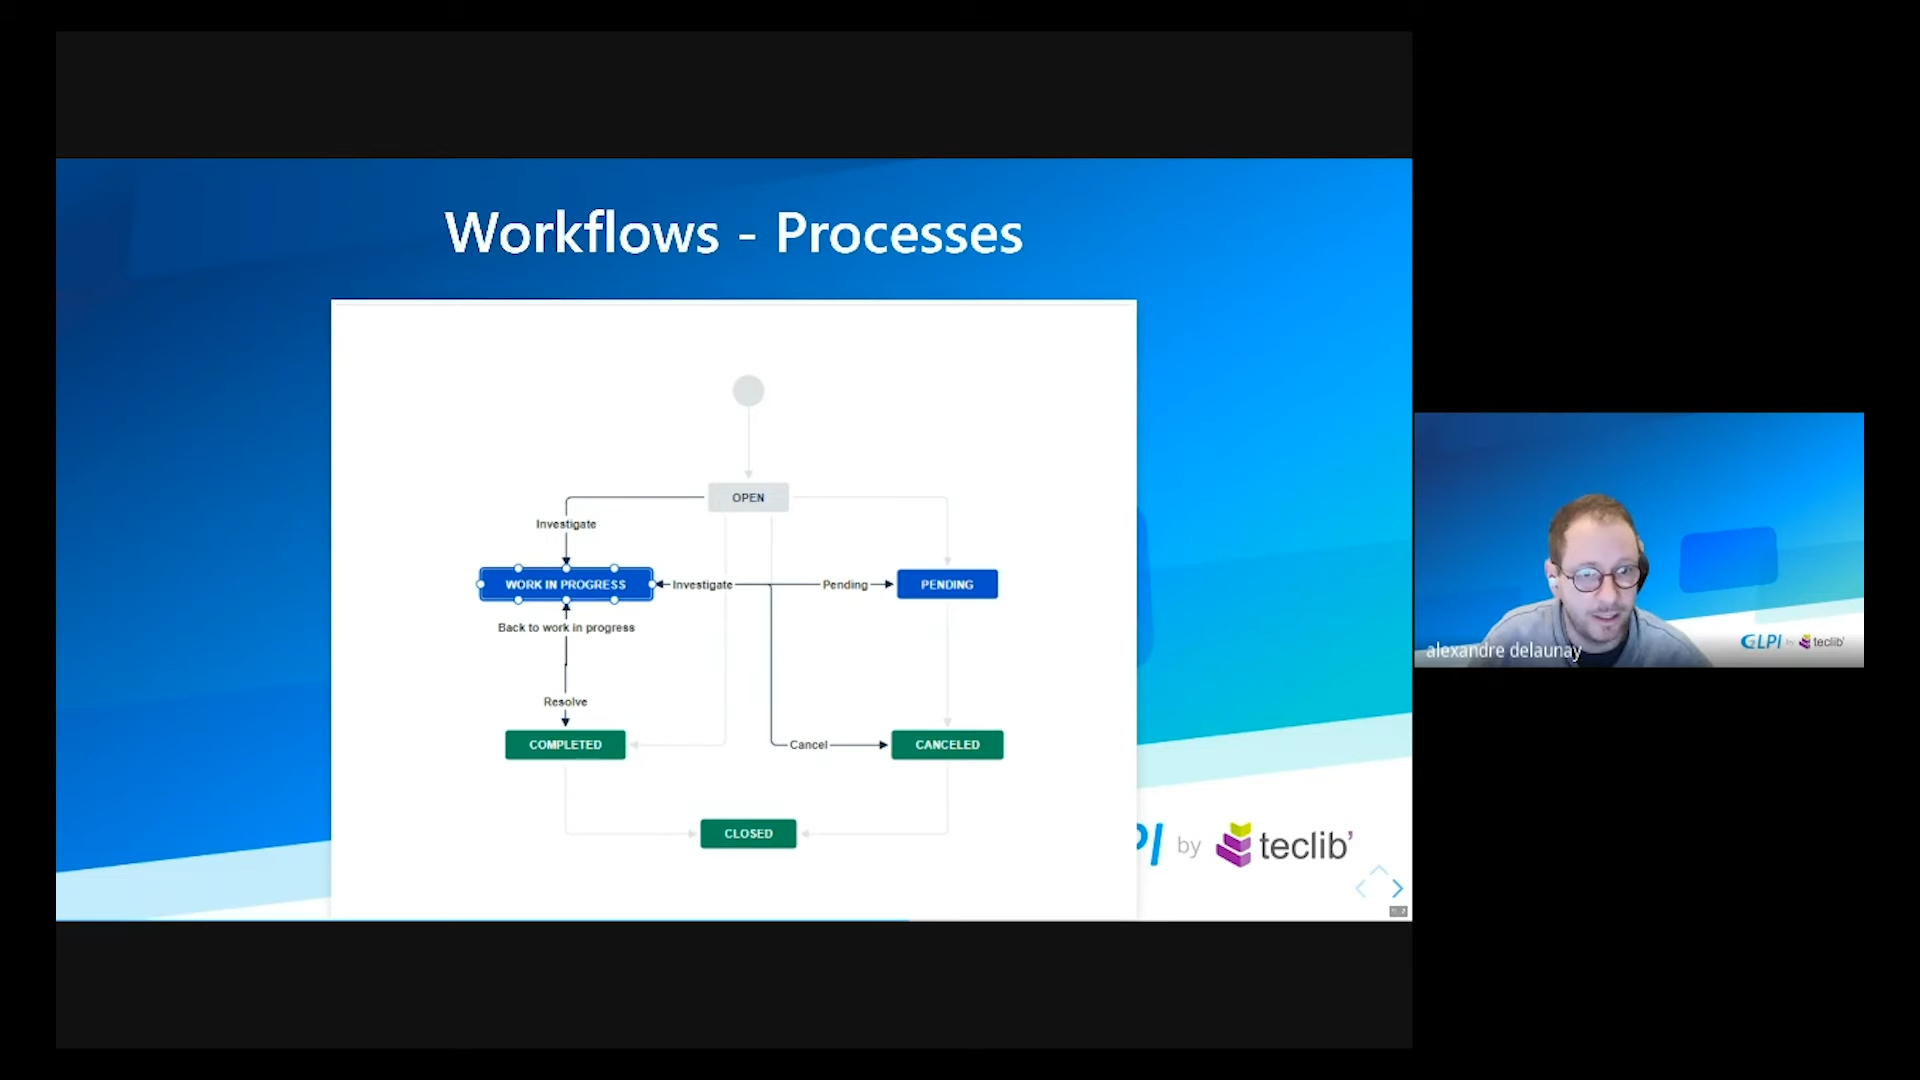 Workflows - Processes
OPEN
Investigate
WORK IN PROGRESS
Investigate
Pending
PENDING
Back to work in progress
Resolve
COMPLETED
Cancel
CANCELED
CLOSED
PI by teclib'
alexandre delaunay
GLPI by teclib'